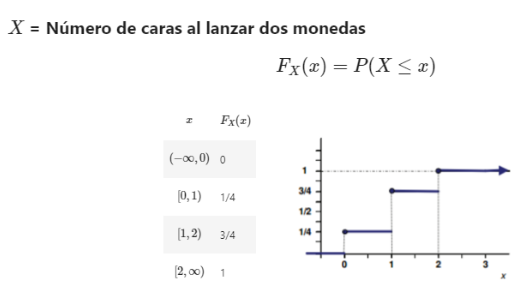 X = Número de caras al lanzar dos monedas
F_X(x) = P(X ≤ x)
x F_X(x)
(−∞, 0) 0
[0, 1) 1/4
[1, 2) 3/4
[2, ∞) 1
1
3/4
1/2
1/4
0 1 2 3
x